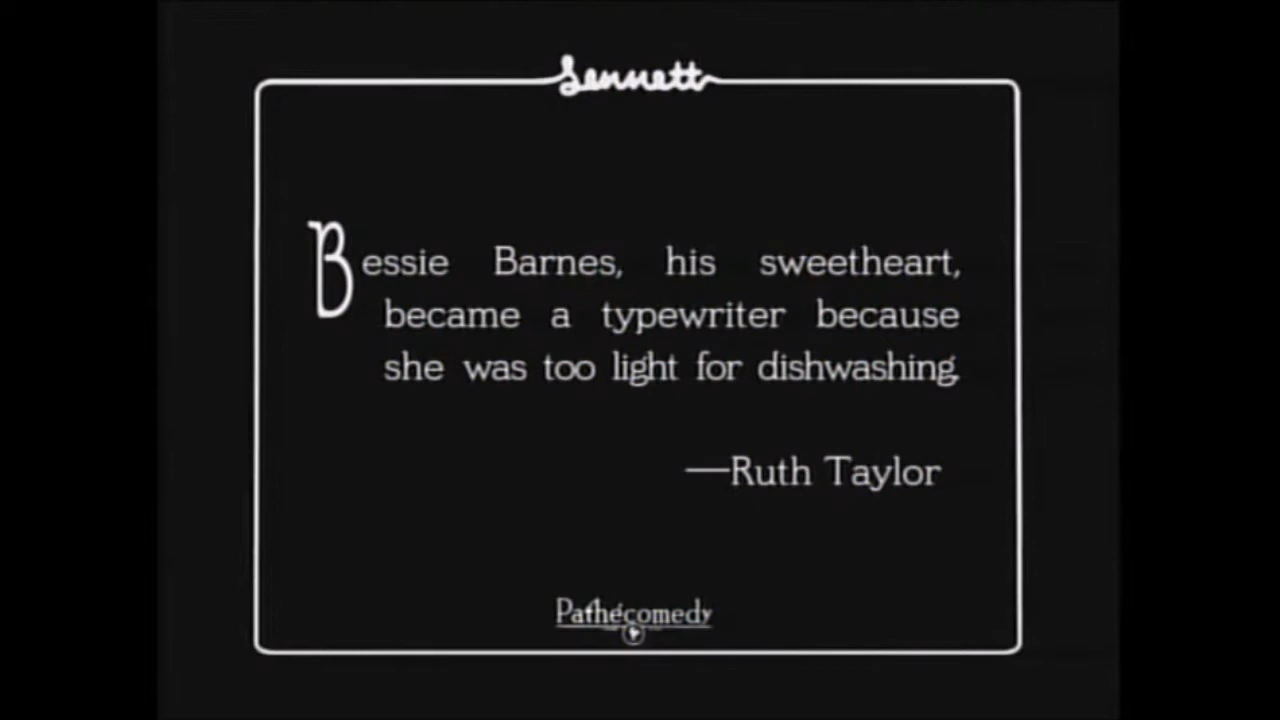 Sennett
Bessie Barnes, his sweetheart,
became a typewriter because
she was too light for dishwashing.
—Ruth Taylor
Pathécomedy